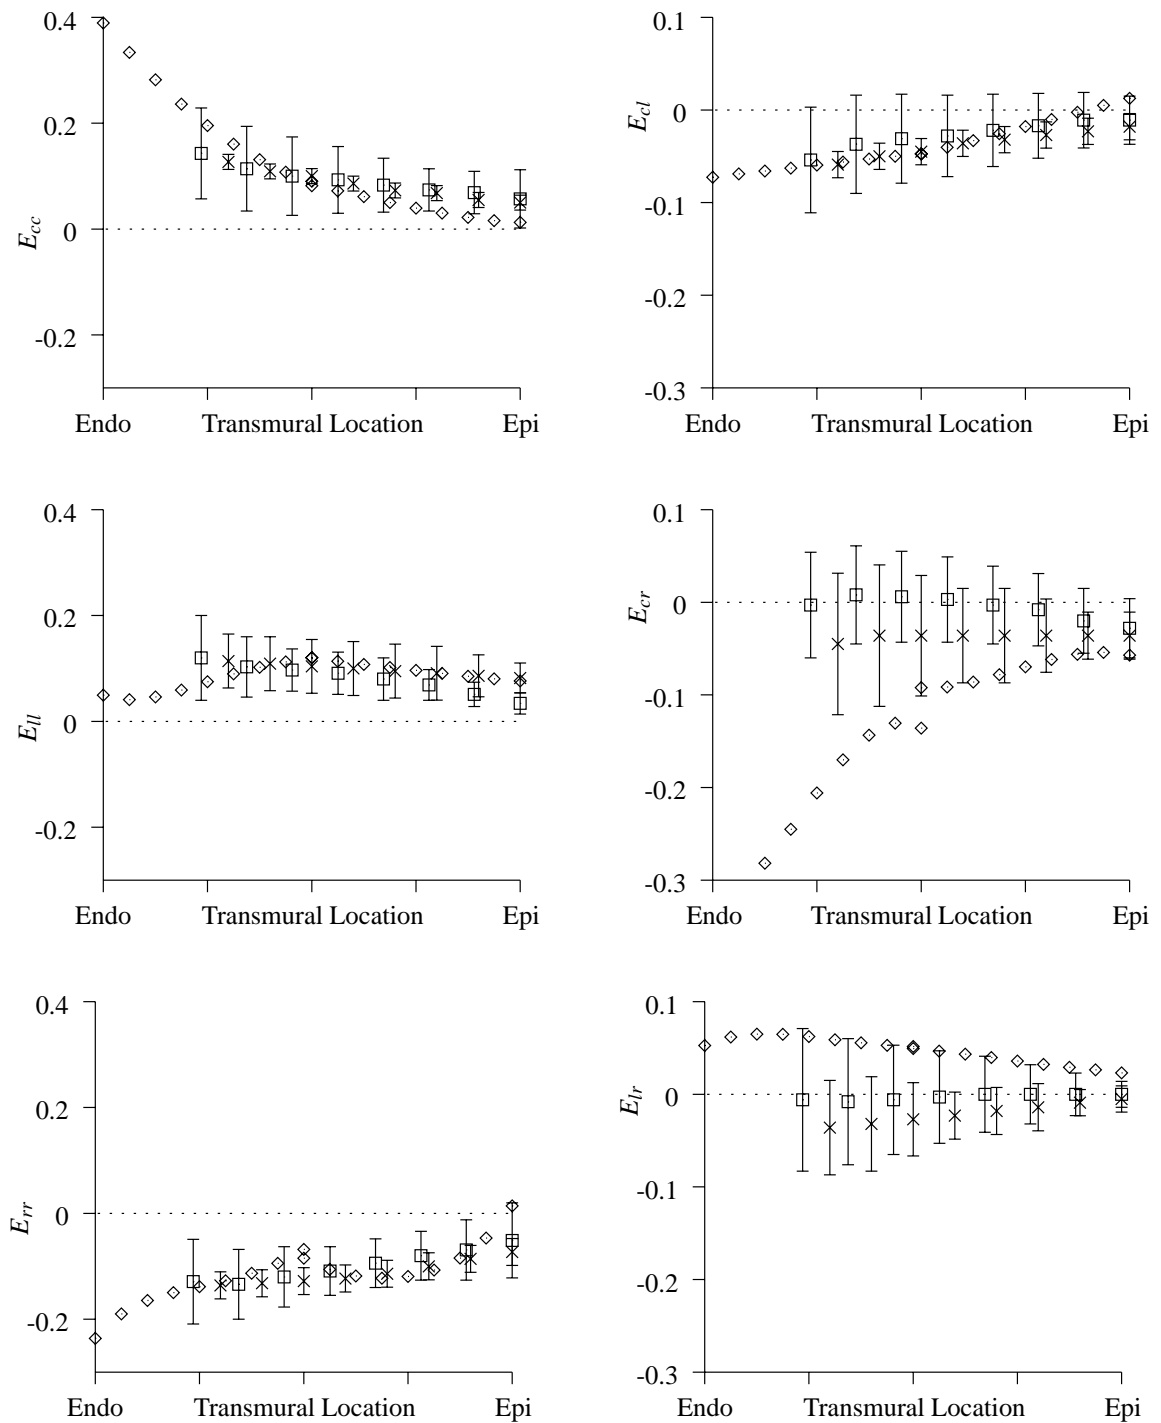 0.4
0.2
0
-0.2
E_cc
Endo Transmural Location Epi
0.1
0
-0.1
-0.2
-0.3
E_cl
Endo Transmural Location Epi
0.4
0.2
0
-0.2
E_ll
Endo Transmural Location Epi
0.1
0
-0.1
-0.2
-0.3
E_cr
Endo Transmural Location Epi
0.4
0.2
0
-0.2
E_rr
Endo Transmural Location Epi
0.1
0
-0.1
-0.2
-0.3
E_lr
Endo Transmural Location Epi